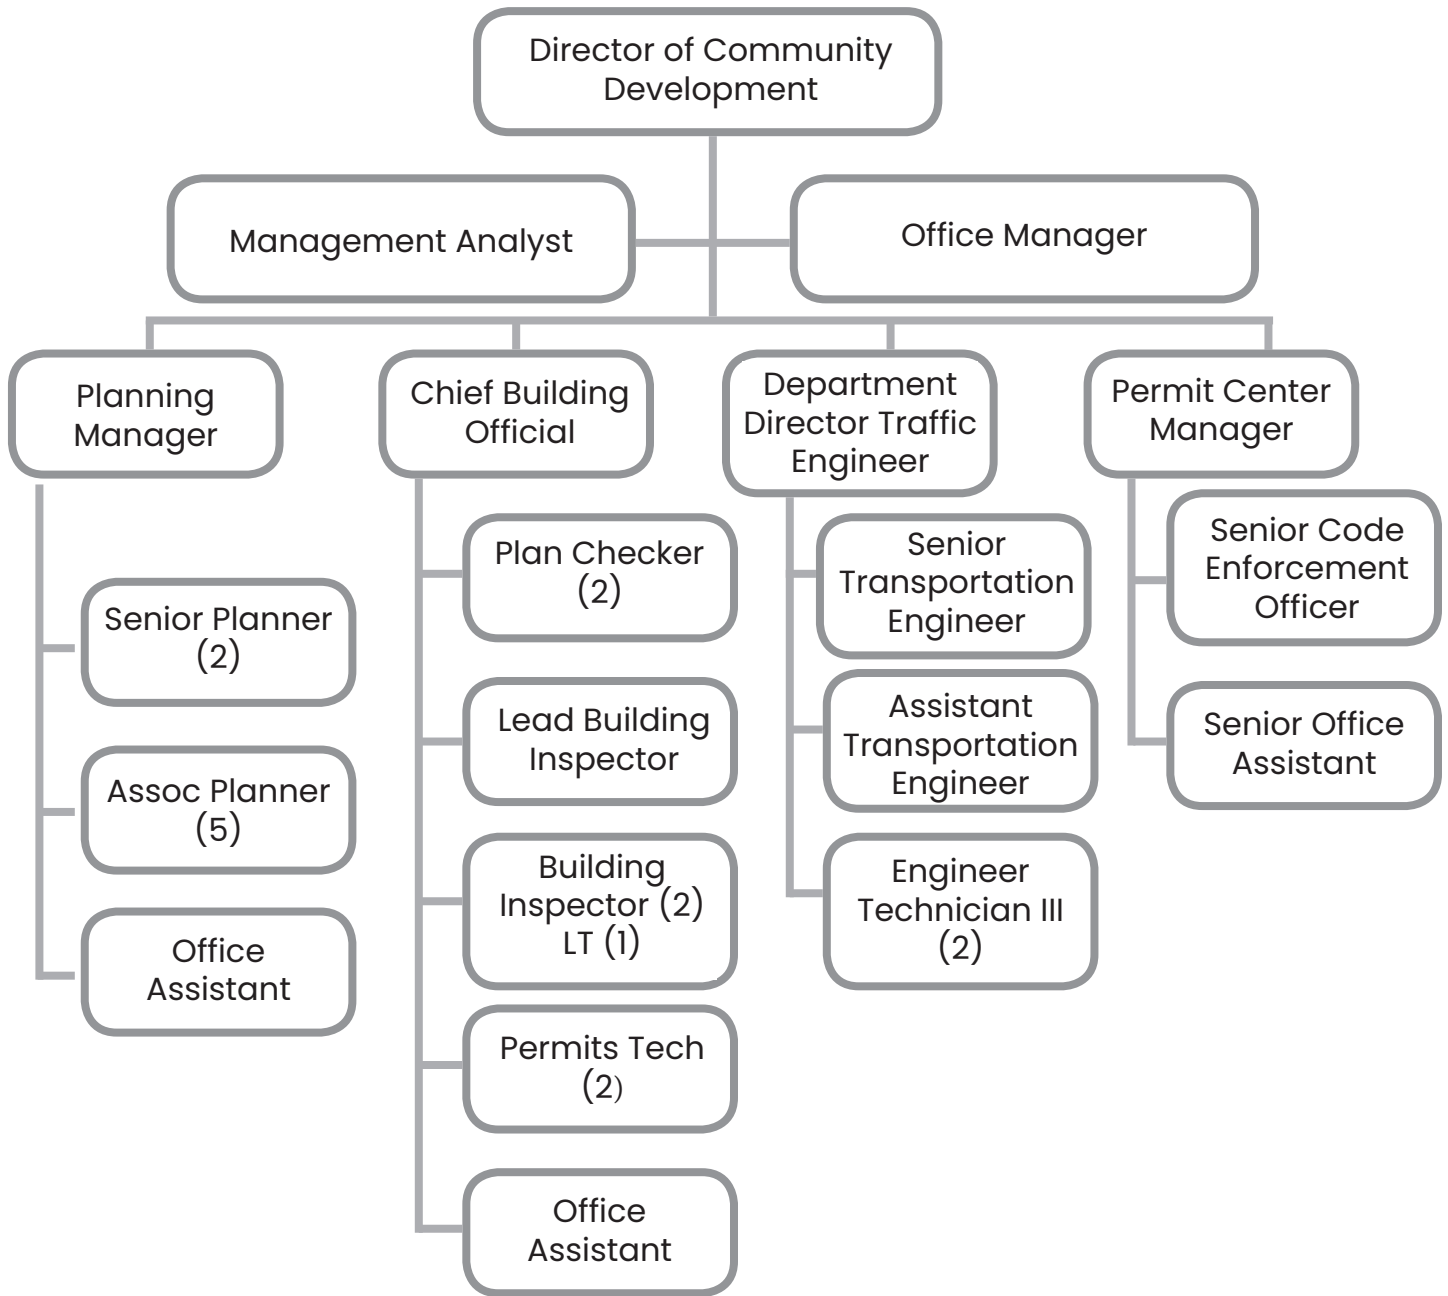 Director of Community
Development
Management Analyst
Office Manager
Planning
Manager
Chief Building
Official
Department
Director Traffic
Engineer
Permit Center
Manager
Senior Planner
(2)
Assoc Planner
(5)
Office
Assistant
Plan Checker
(2)
Lead Building
Inspector
Building
Inspector (2)
LT (1)
Permits Tech
(2)
Office
Assistant
Senior
Transportation
Engineer
Assistant
Transportation
Engineer
Engineer
Technician III
(2)
Senior Code
Enforcement
Officer
Senior Office
Assistant